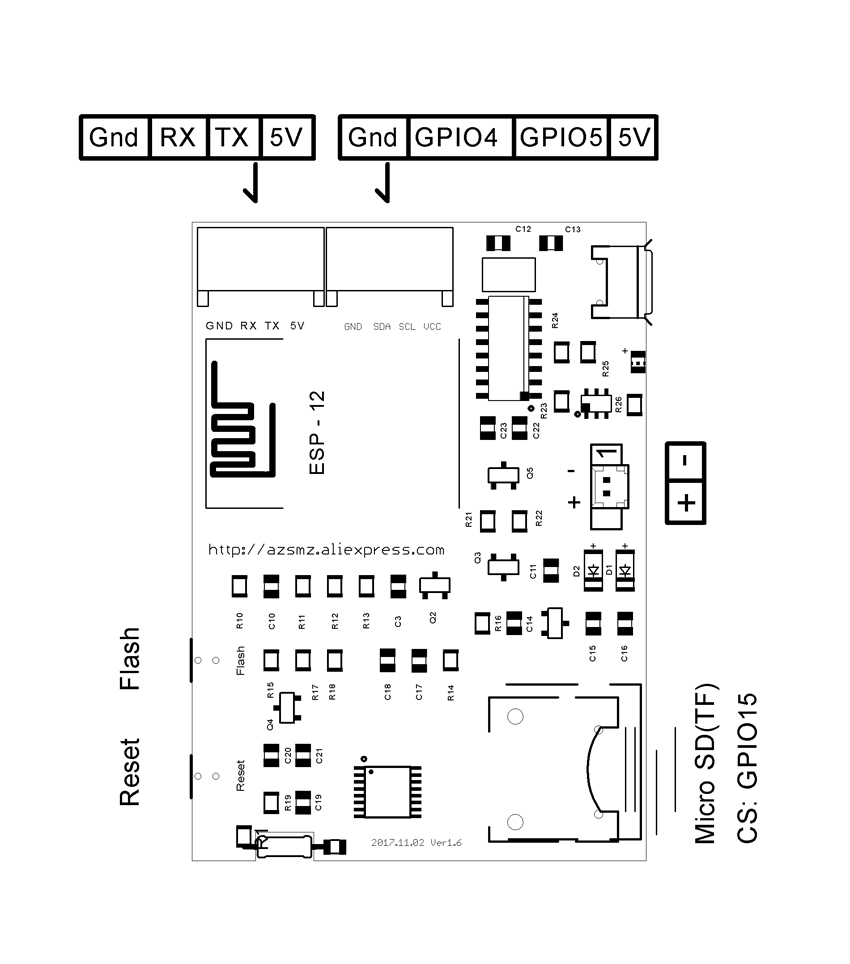 Gnd RX TX 5V
Gnd GPIO4 GPIO5 5V
C12 C13
GND RX TX 5V
GND SDA SCL VCC
R24
R25
+
R23
R26
C23
C22
ESP - 12
Q5
1
-
+
-
+
R21
R22
http://azsmz.aliexpress.com
Q3
C11
D2
+
D1
+
R10
C10
R11
R12
R13
C3
Q2
R16
C14
C15
C16
Flash
Flash
R15
R17
R18
C18
C17
R14
Q4
Reset
Reset
C20
C21
R19
C19
2017.11.02 Ver1.6
Micro SD(TF)
CS: GPIO15